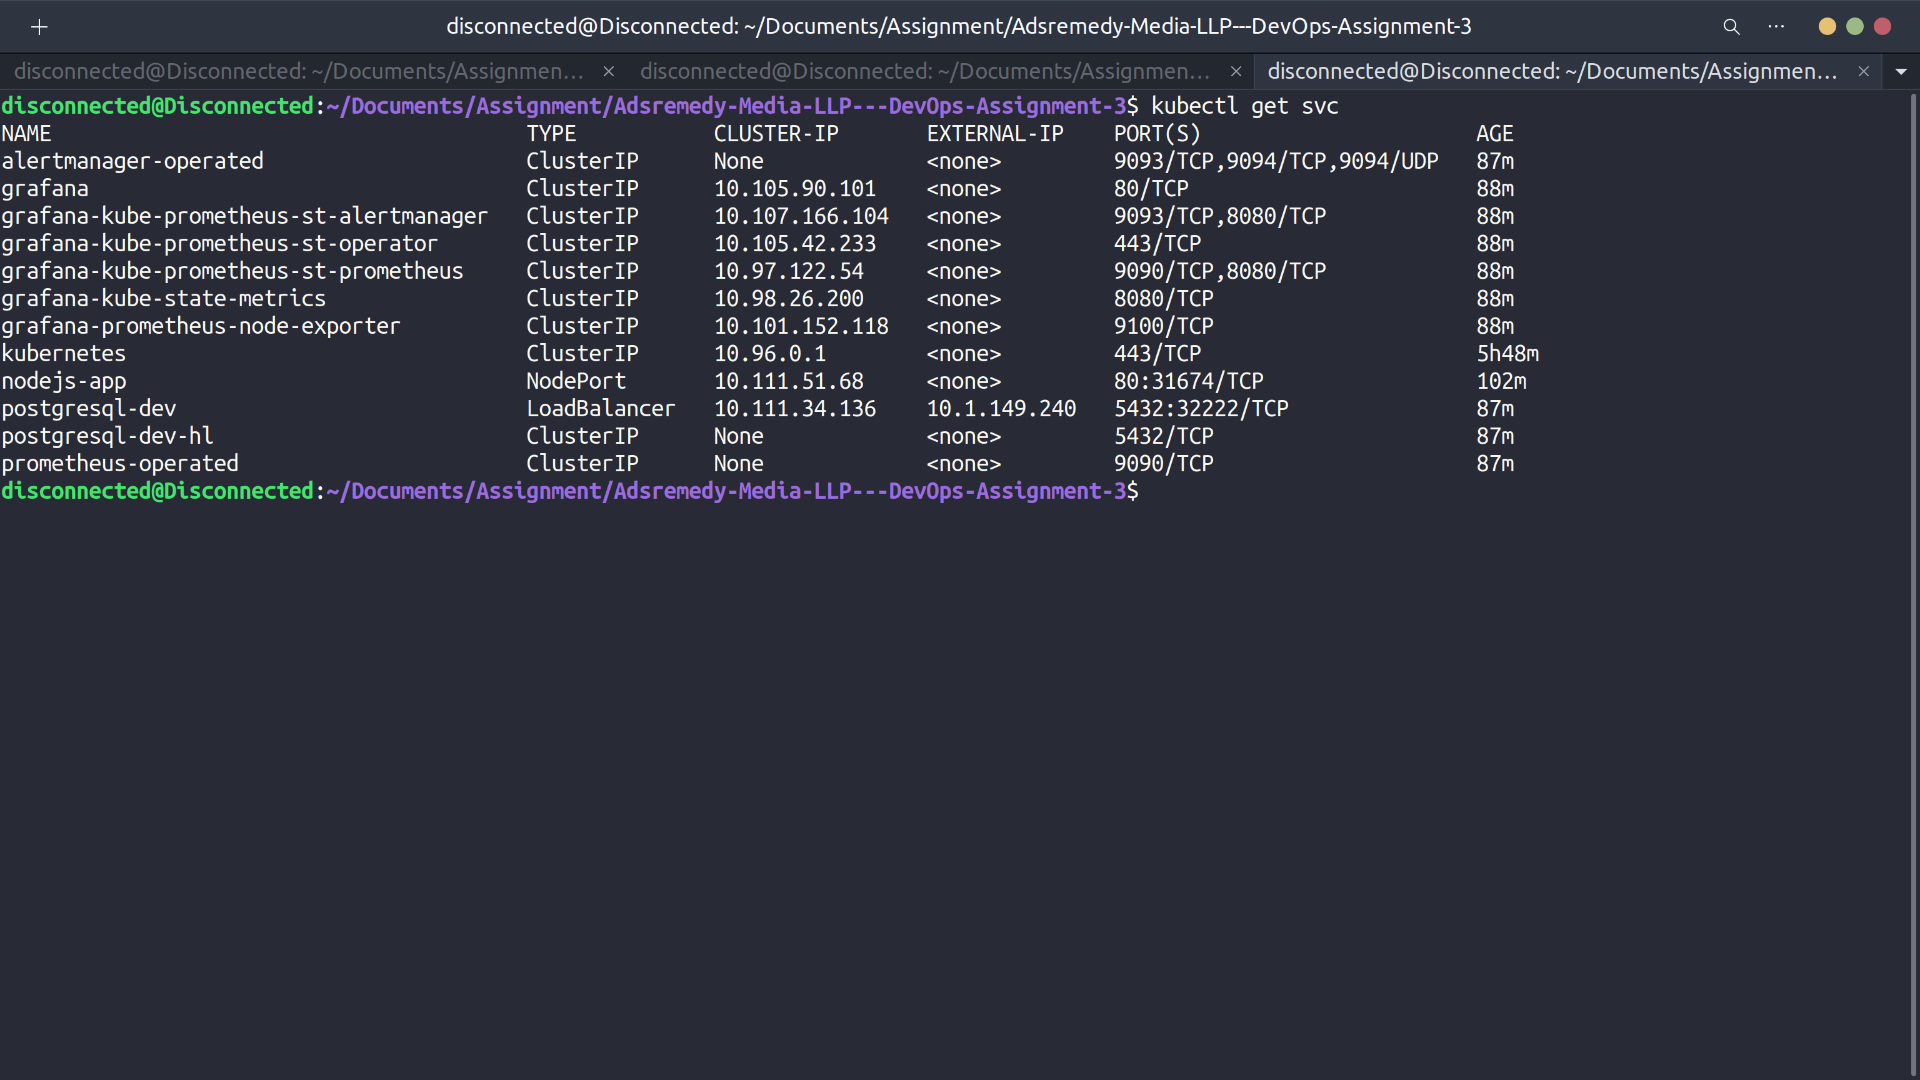 disconnected@Disconnected: ~/Documents/Assignment/Adsremedy-Media-LLP---DevOps-Assignment-3
disconnected@Disconnected: ~/Documents/Assignmen... × disconnected@Disconnected: ~/Documents/Assignmen... × disconnected@Disconnected: ~/Documents/Assignmen... ×
disconnected@Disconnected:~/Documents/Assignment/Adsremedy-Media-LLP---DevOps-Assignment-3$ kubectl get svc
NAME TYPE CLUSTER-IP EXTERNAL-IP PORT(S) AGE
alertmanager-operated ClusterIP None <none> 9093/TCP,9094/TCP,9094/UDP 87m
grafana ClusterIP 10.105.90.101 <none> 80/TCP 88m
grafana-kube-prometheus-st-alertmanager ClusterIP 10.107.166.104 <none> 9093/TCP,8080/TCP 88m
grafana-kube-prometheus-st-operator ClusterIP 10.105.42.233 <none> 443/TCP 88m
grafana-kube-prometheus-st-prometheus ClusterIP 10.97.122.54 <none> 9090/TCP,8080/TCP 88m
grafana-kube-state-metrics ClusterIP 10.98.26.200 <none> 8080/TCP 88m
grafana-prometheus-node-exporter ClusterIP 10.101.152.118 <none> 9100/TCP 88m
kubernetes ClusterIP 10.96.0.1 <none> 443/TCP 5h48m
nodejs-app NodePort 10.111.51.68 <none> 80:31674/TCP 102m
postgresql-dev LoadBalancer 10.111.34.136 10.1.149.240 5432:32222/TCP 87m
postgresql-dev-hl ClusterIP None <none> 5432/TCP 87m
prometheus-operated ClusterIP None <none> 9090/TCP 87m
disconnected@Disconnected:~/Documents/Assignment/Adsremedy-Media-LLP---DevOps-Assignment-3$